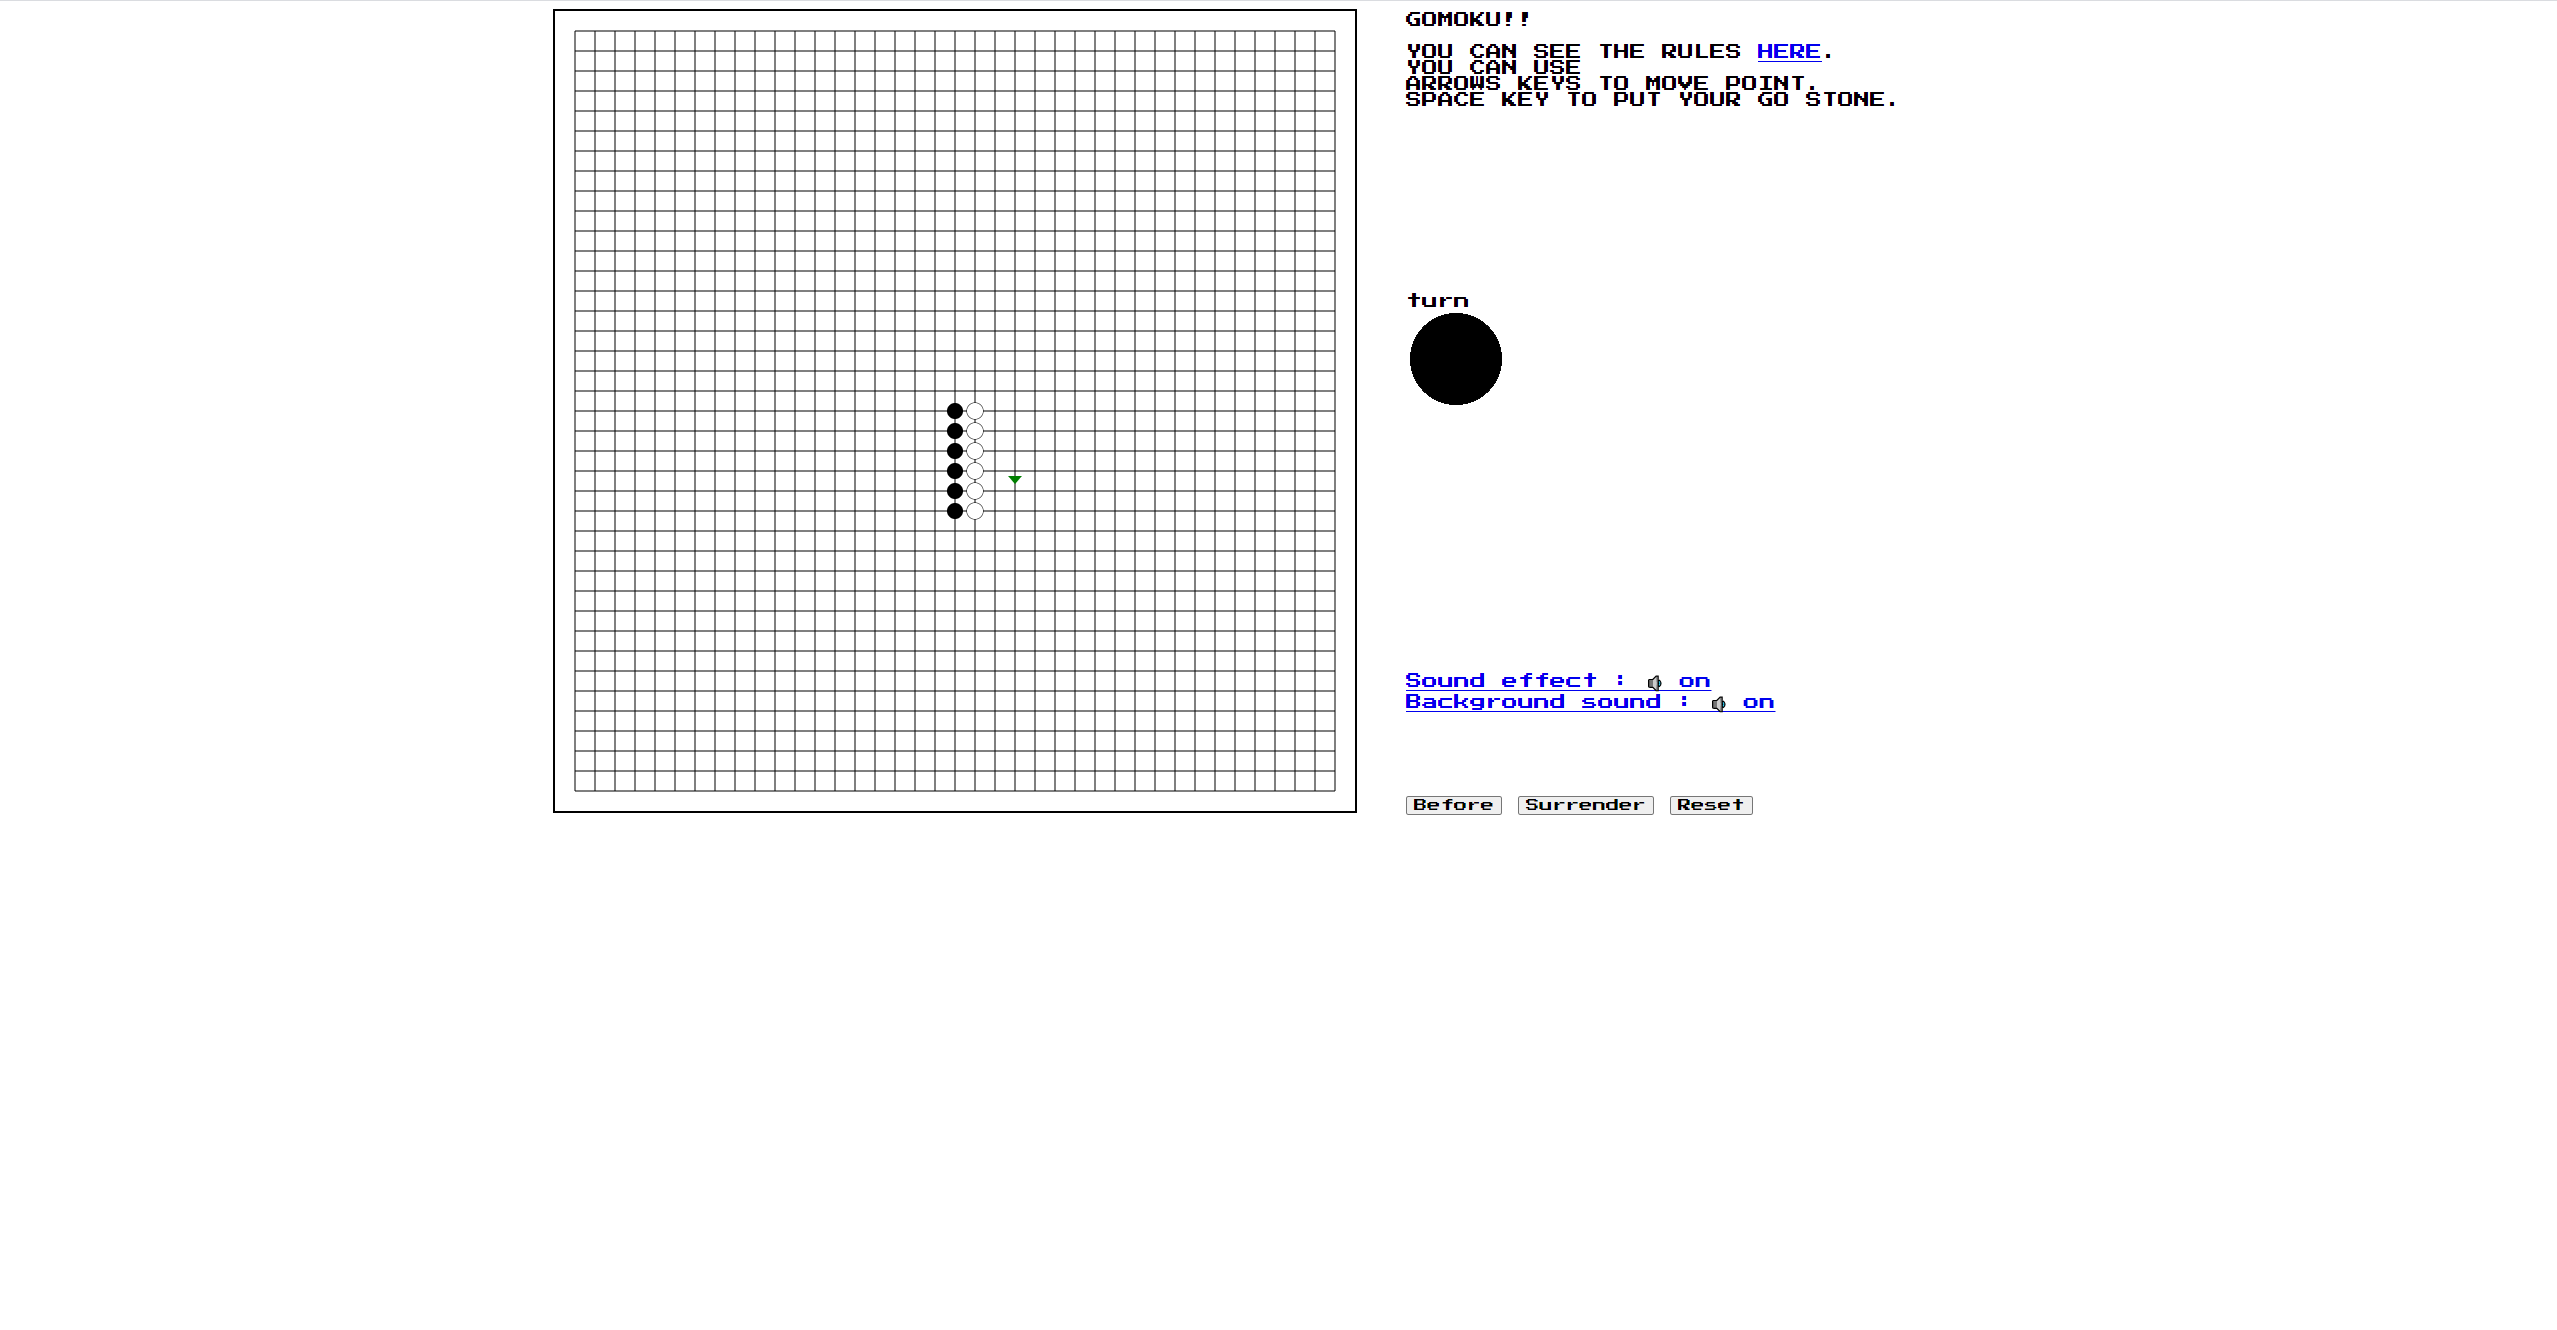 GOMOKU!!
YOU CAN SEE THE RULES HERE.
YOU CAN USE
ARROWS KEYS TO MOVE POINT.
SPACE KEY TO PUT YOUR GO STONE.
turn
Sound effect : on
Background sound : on
Before Surrender Reset